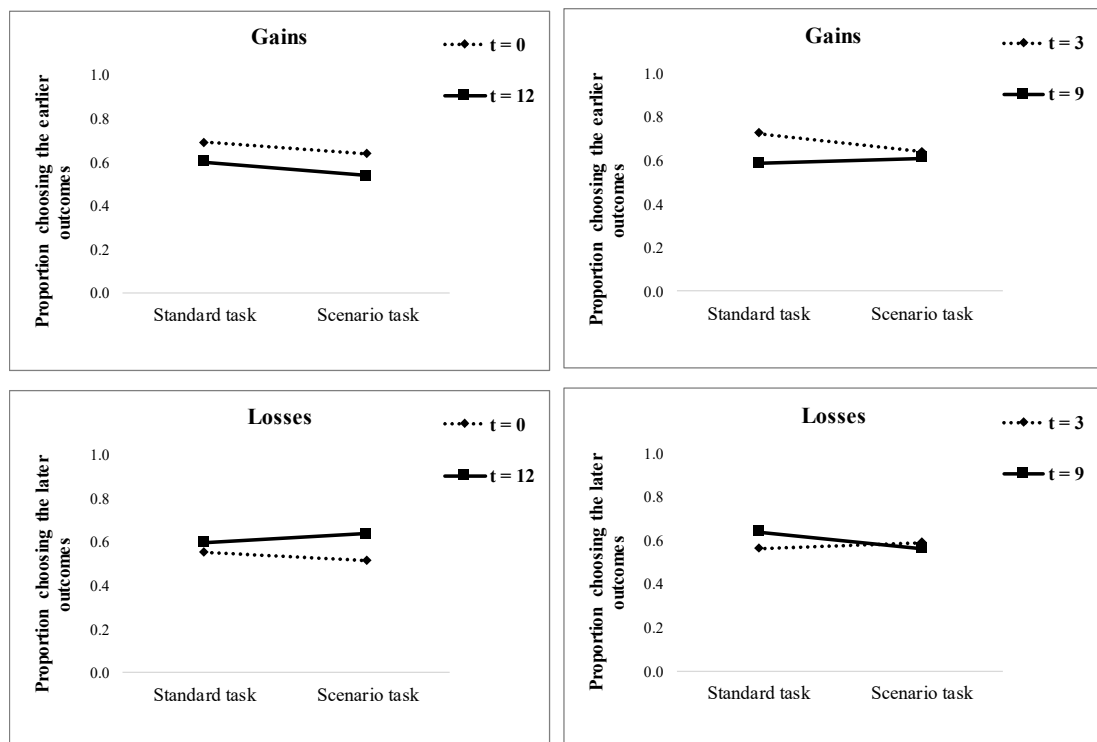 Gains
t = 0
t = 12
Proportion choosing the earlier
outcomes
1.0
0.8
0.6
0.4
0.2
0.0
Standard task
Scenario task
Gains
t = 3
t = 9
Proportion choosing the earlier
outcomes
1.0
0.8
0.6
0.4
0.2
0.0
Standard task
Scenario task
Losses
t = 0
t = 12
Proportion choosing the later
outcomes
1.0
0.8
0.6
0.4
0.2
0.0
Standard task
Scenario task
Losses
t = 3
t = 9
Proportion choosing the later
outcomes
1.0
0.8
0.6
0.4
0.2
0.0
Standard task
Scenario task